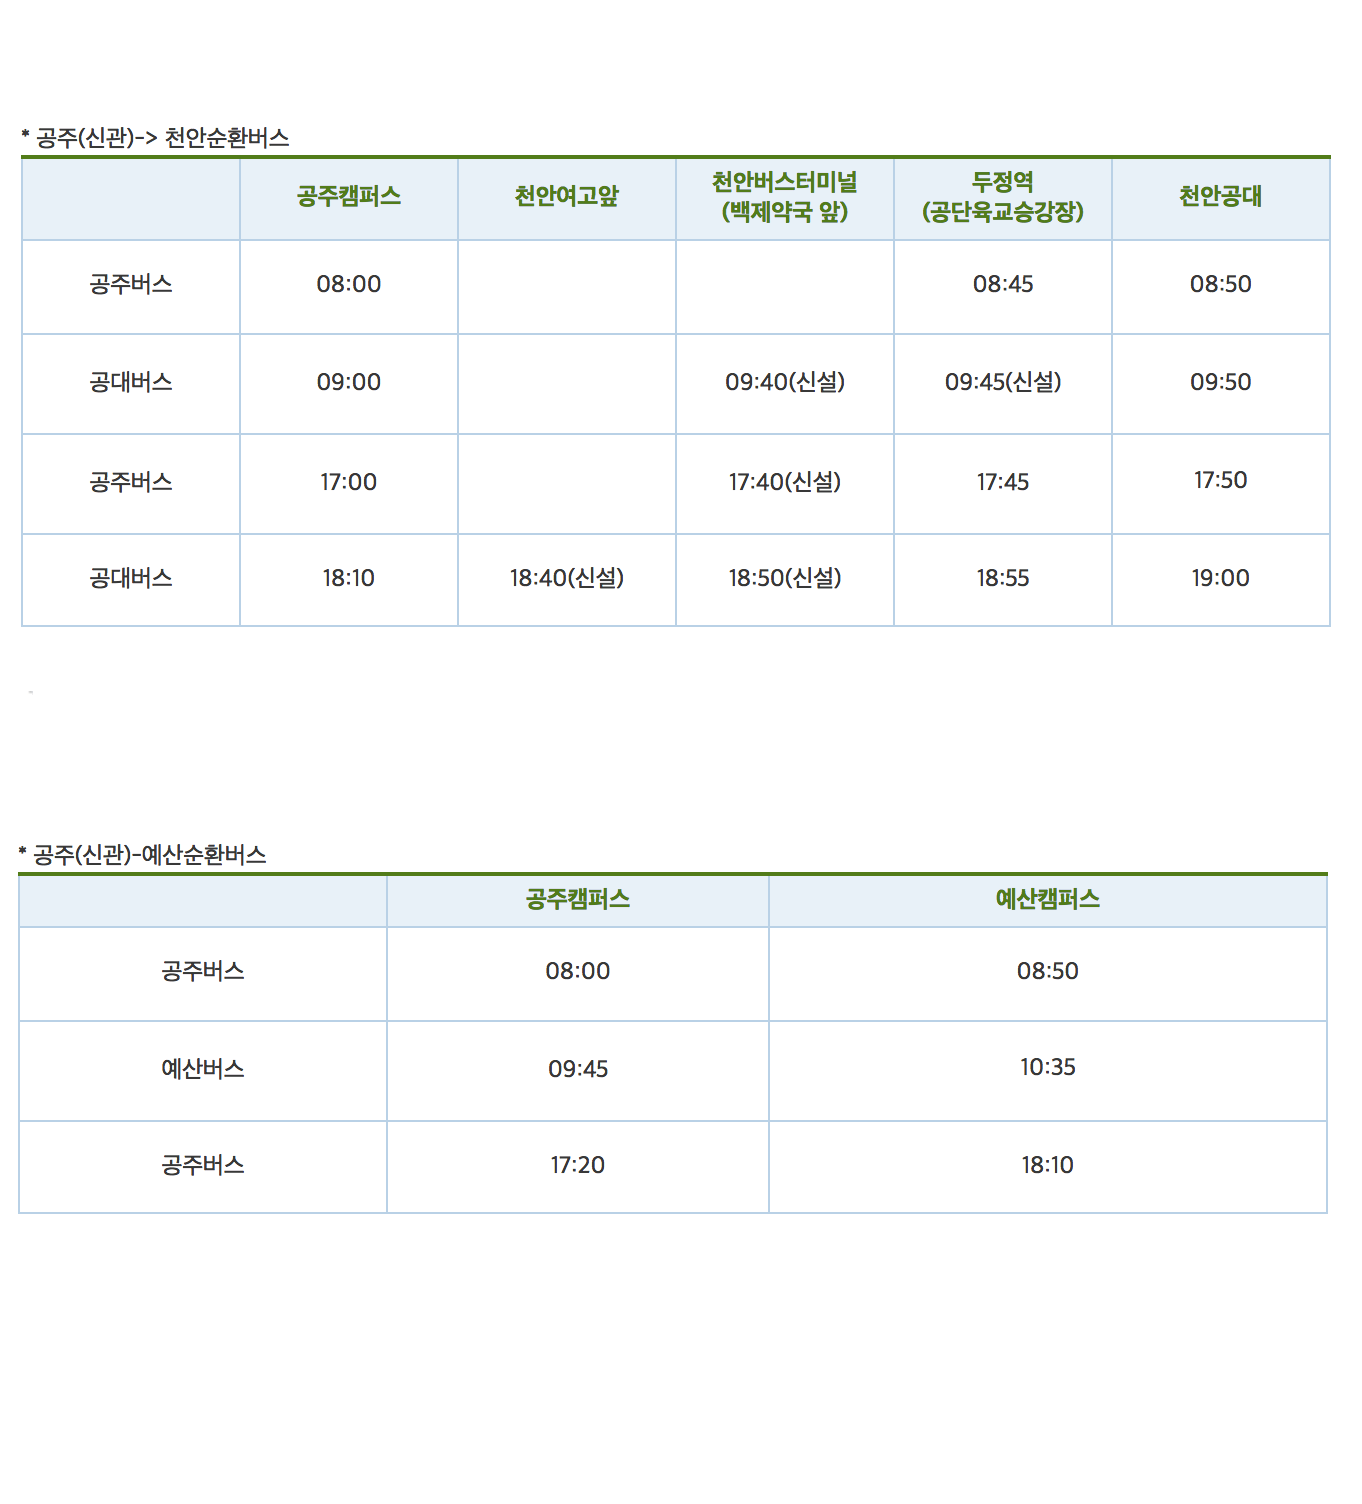 * 공주(신관)-> 천안순환버스
공주캠퍼스 천안여고앞 천안버스터미널 (백제약국 앞) 두정역 (공단육교승강장) 천안공대
공주버스 08:00 08:45 08:50
공대버스 09:00 09:40(신설) 09:45(신설) 09:50
공주버스 17:00 17:40(신설) 17:45 17:50
공대버스 18:10 18:40(신설) 18:50(신설) 18:55 19:00
-
* 공주(신관)-예산순환버스
공주캠퍼스 예산캠퍼스
공주버스 08:00 08:50
예산버스 09:45 10:35
공주버스 17:20 18:10